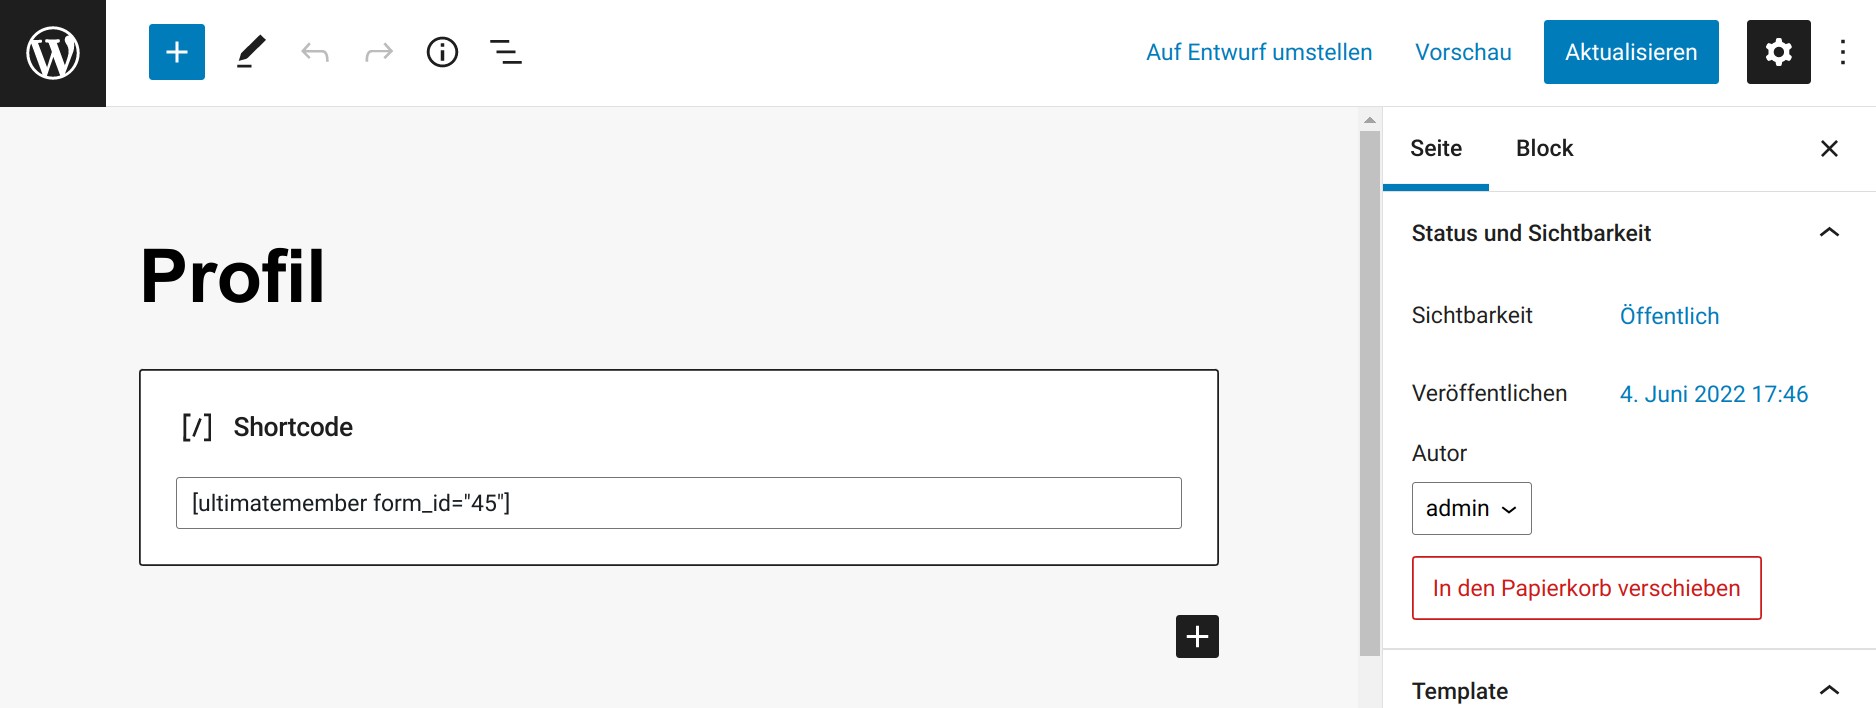 Auf Entwurf umstellen Vorschau Aktualisieren
Seite Block
Profil
Status und Sichtbarkeit
Sichtbarkeit Öffentlich
Veröffentlichen 4. Juni 2022 17:46
[/] Shortcode
Autor
[ultimatemember form_id="45"]
admin
In den Papierkorb verschieben
Template